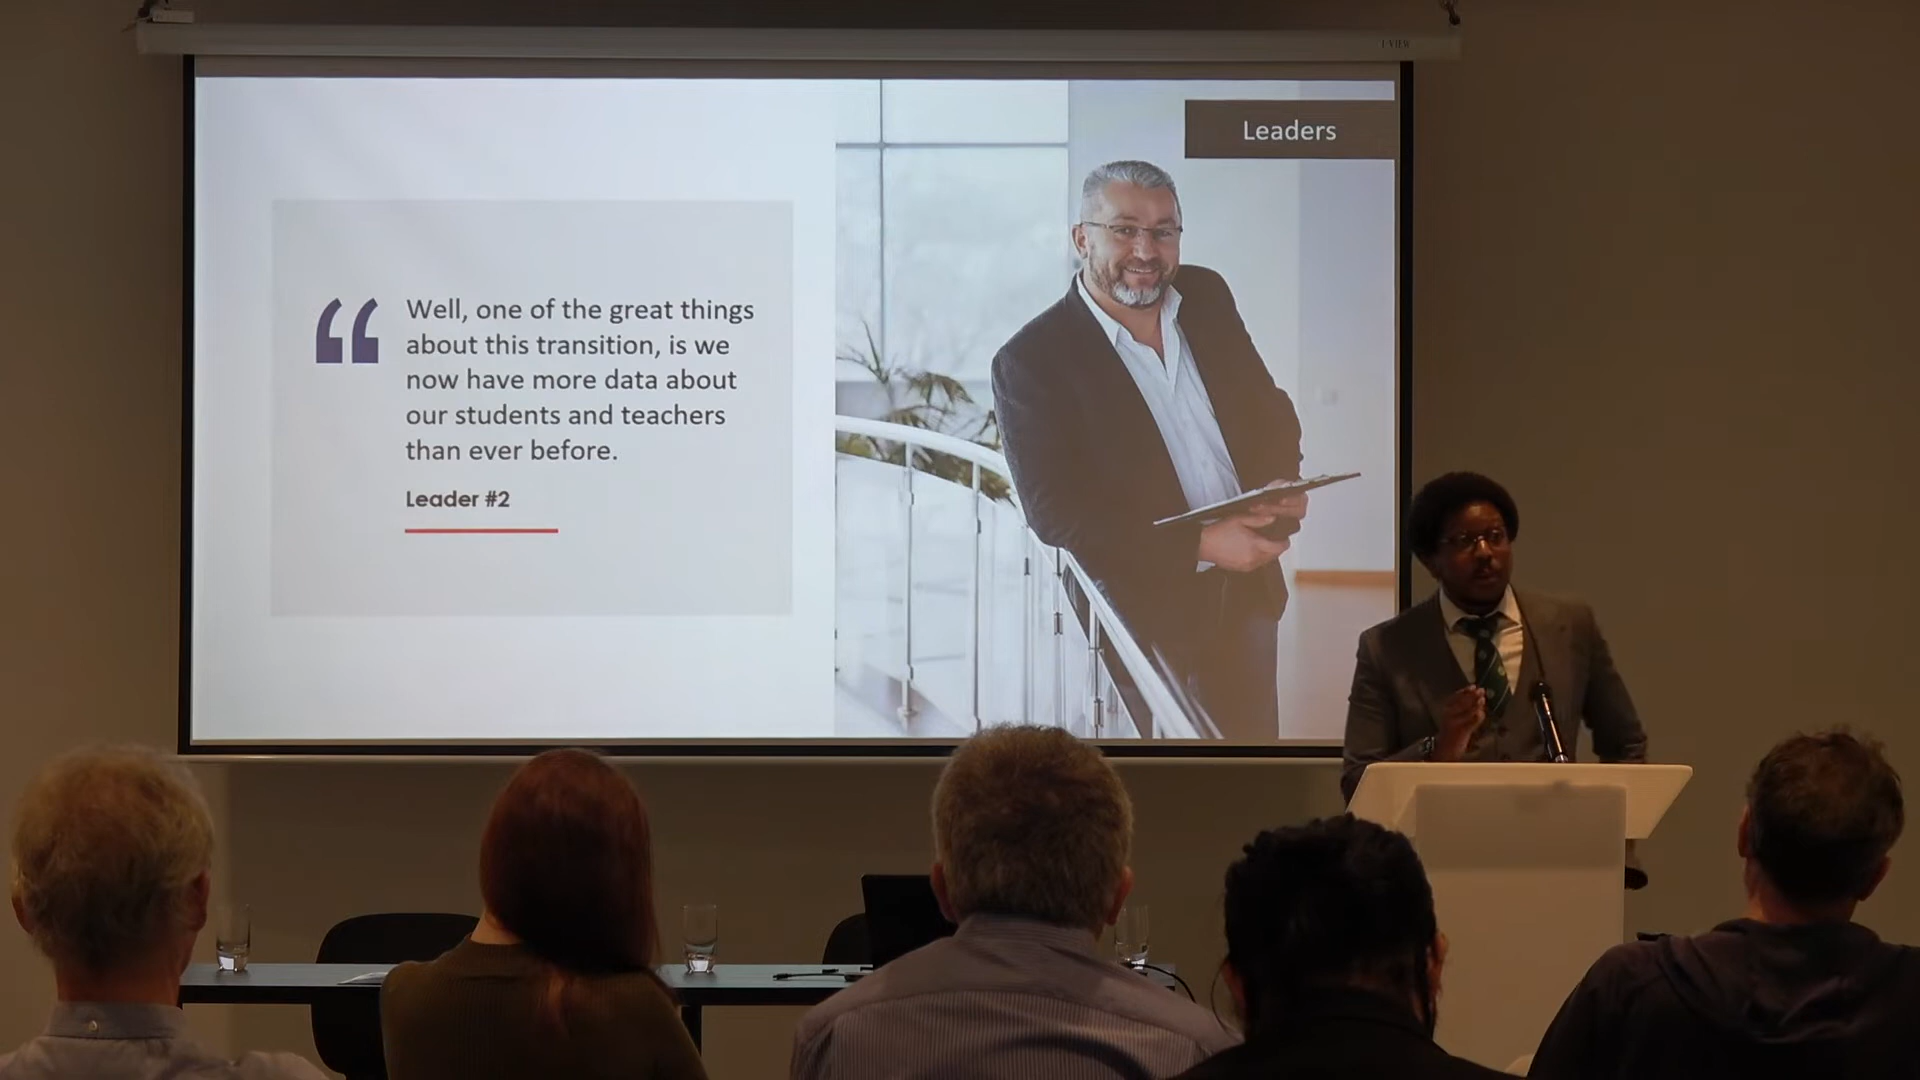 Leaders
Well, one of the great things
about this transition, is we
now have more data about
our students and teachers
than ever before.
Leader #2